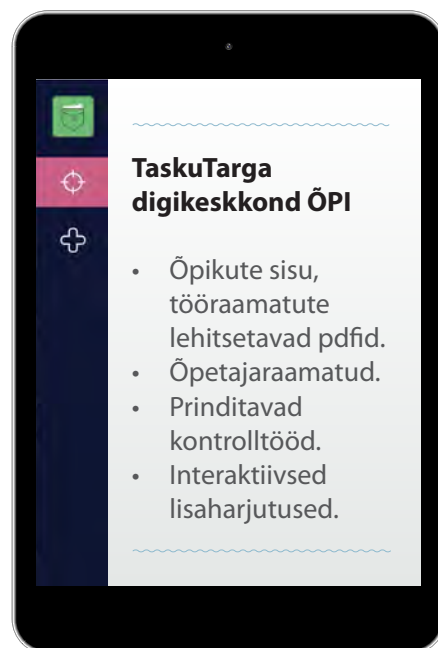 TaskuTarga
digikeskkond ÕPI
• Õpikute sisu,
tööraamatute
lehitsetavad pdfid.
• Õpetajaraamatud.
• Prinditavad
kontrolltööd.
• Interaktiivsed
lisaharjutused.